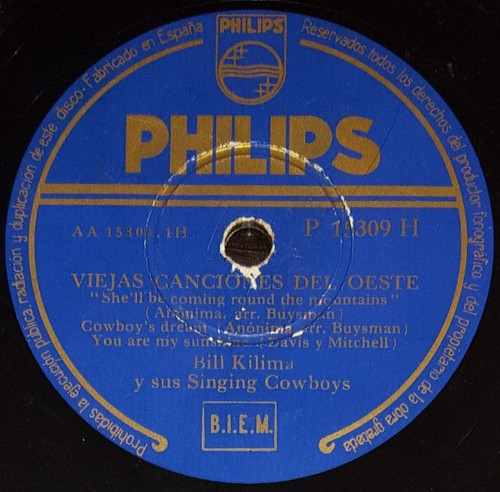 PHILIPS
Prohibidas la ejecución pública, radiación y duplicación de este disco · Fabricado en España
Reservados todos los derechos del productor fonográfico y del propietario de la obra grabada
PHILIPS
AA 15309.1H.
P 15309 H
VIEJAS CANCIONES DEL OESTE
"She'll be coming round the mountains"
(Anónima, arr. Buysman)
Cowboy's dream (Anónima, arr. Buysman)
You are my sunshine (Davis y Mitchell)
Bill Kilima
y sus Singing Cowboys
B.I.E.M.